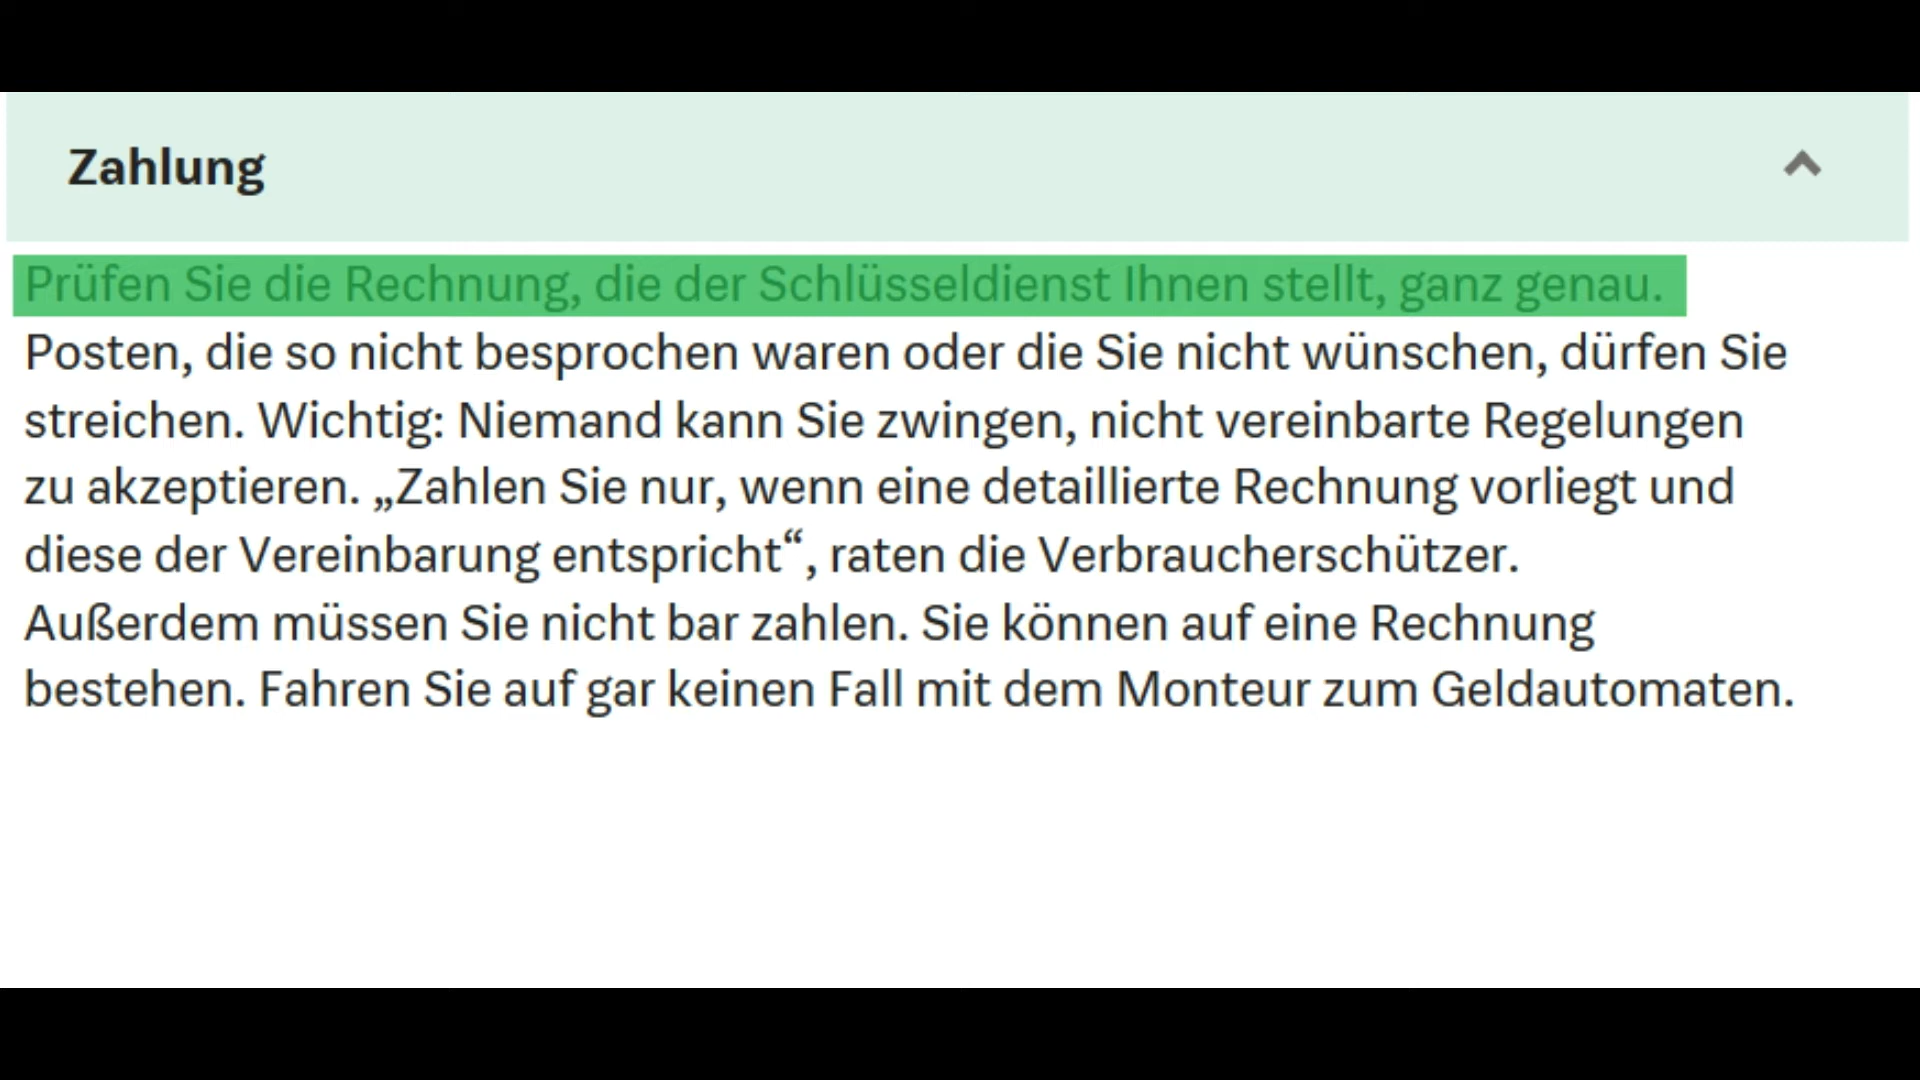 Zahlung
Prüfen Sie die Rechnung, die der Schlüsseldienst Ihnen stellt, ganz genau.
Posten, die so nicht besprochen waren oder die Sie nicht wünschen, dürfen Sie
streichen. Wichtig: Niemand kann Sie zwingen, nicht vereinbarte Regelungen
zu akzeptieren. „Zahlen Sie nur, wenn eine detaillierte Rechnung vorliegt und
diese der Vereinbarung entspricht“, raten die Verbraucherschützer.
Außerdem müssen Sie nicht bar zahlen. Sie können auf eine Rechnung
bestehen. Fahren Sie auf gar keinen Fall mit dem Monteur zum Geldautomaten.